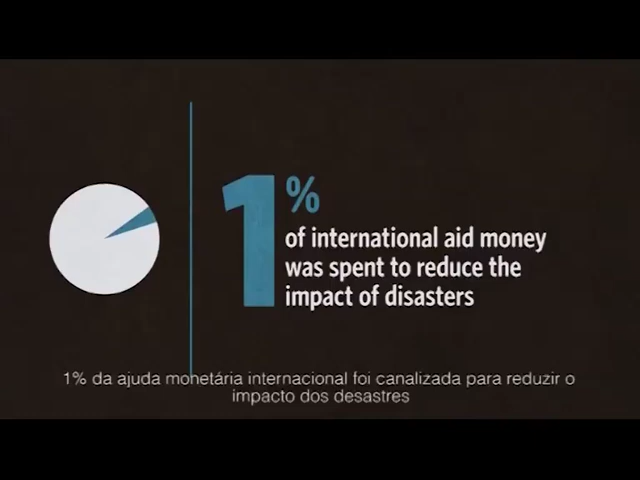 1%
of international aid money
was spent to reduce the
impact of disasters
1% da ajuda monetária internacional foi canalizada para reduzir o
impacto dos desastres